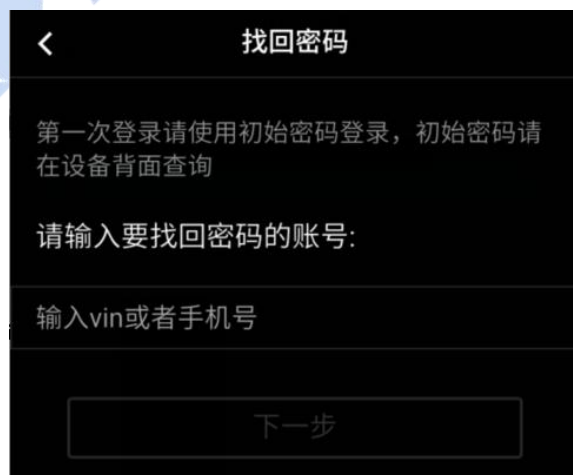 找回密码
第一次登录请使用初始密码登录，初始密码请
在设备背面查询
请输入要找回密码的账号:
输入vin或者手机号
下一步